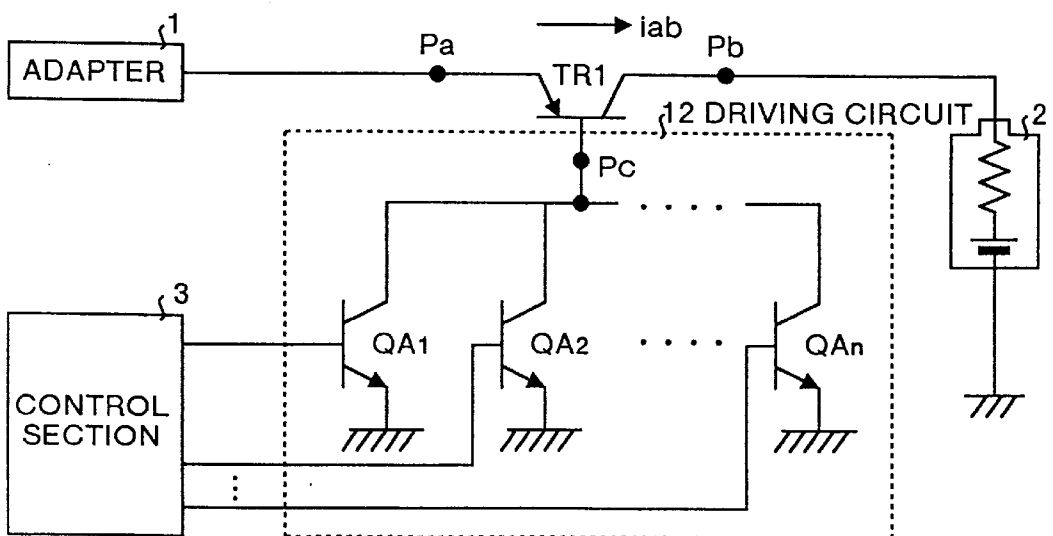 1
iab
ADAPTER
Pa
TR1
Pb
12 DRIVING CIRCUIT
2
Pc
. . . .
3
QA1
QA2
. . . .
QAn
CONTROL
SECTION